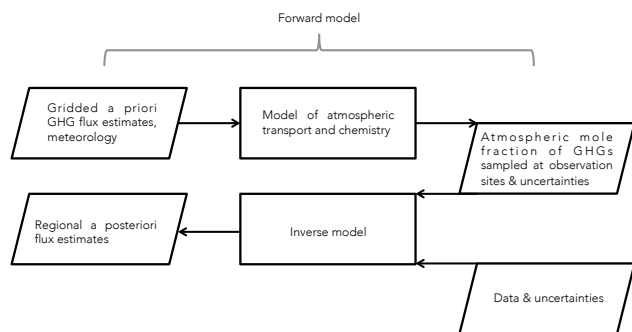 Forward model
Gridded a priori
GHG flux estimates,
meteorology
Model of atmospheric
transport and chemistry
Atmospheric mole
fraction of GHGs
sampled at observation
sites & uncertainties
Regional a posteriori
flux estimates
Inverse model
Data & uncertainties